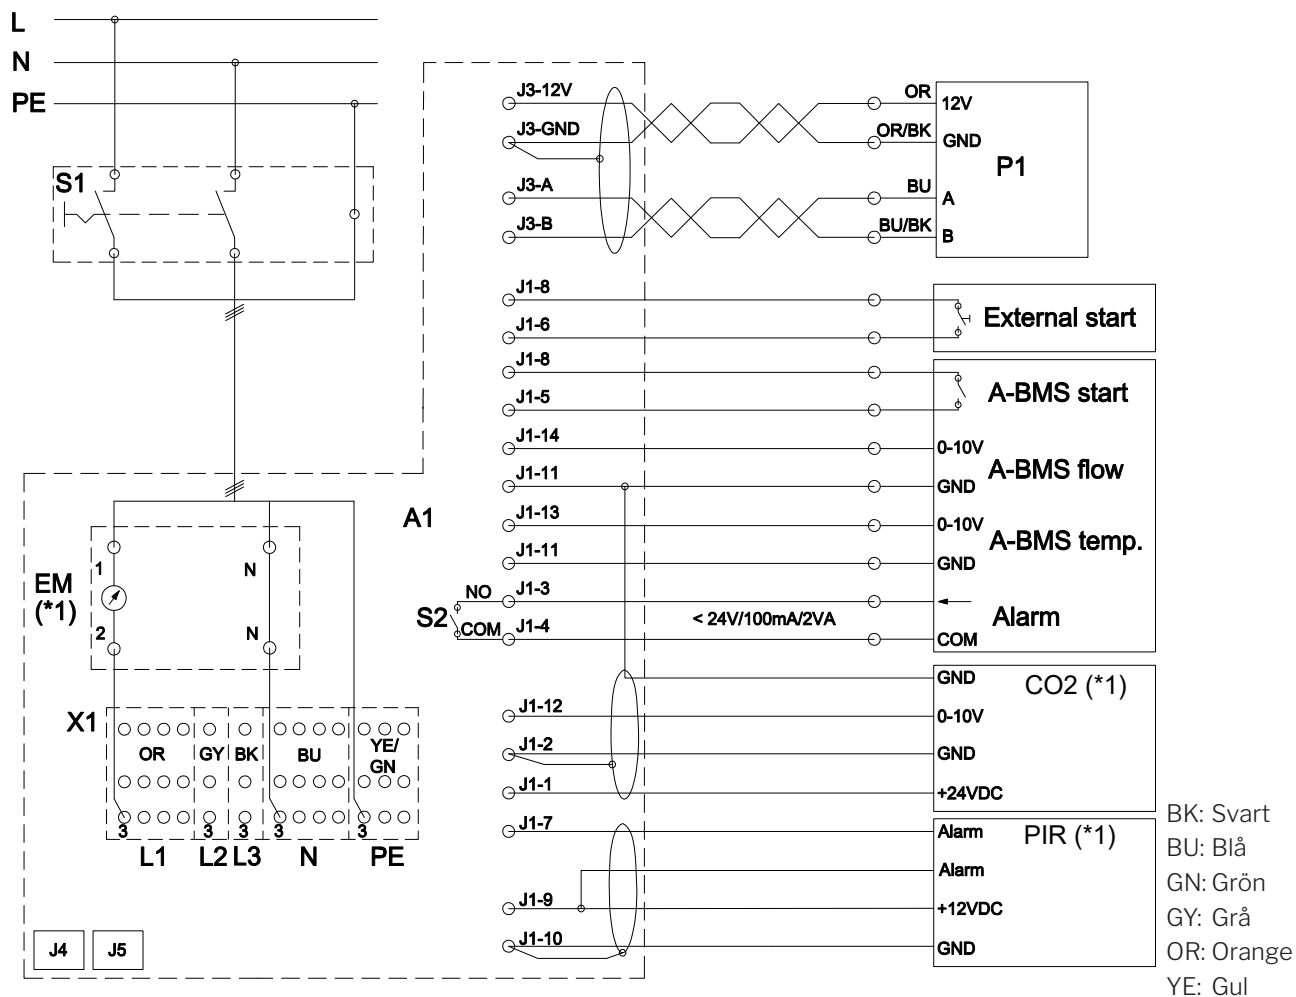 L
N
PE
S1
J3-12V
J3-GND
J3-A
J3-B
OR
OR/BK
BU
BU/BK
12V
GND
A
B
P1
J1-8
J1-6
External start
J1-8
J1-5
A-BMS start
J1-14
0-10V
J1-11
GND
A-BMS flow
J1-13
0-10V
J1-11
GND
A-BMS temp.
A1
S2
NO
J1-3
COM
J1-4
< 24V/100mA/2VA
COM
Alarm
GND
CO2 (*1)
J1-12
0-10V
J1-2
GND
J1-1
+24VDC
J1-7
Alarm
PIR (*1)
Alarm
J1-9
+12VDC
J1-10
GND
EM
(*1)
1
2
N
N
X1
OR
GY
BK
BU
YE/
GN
3
3
3
3
3
L1
L2
L3
N
PE
J4
J5
BK: Svart
BU: Blå
GN: Grön
GY: Grå
OR: Orange
YE: Gul